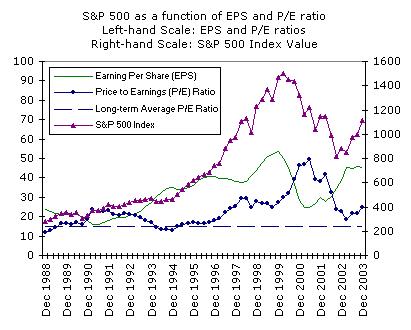 S&P 500 as a function of EPS and P/E ratio
Left-hand Scale: EPS and P/E ratios
Right-hand Scale: S&P 500 Index Value
100
90
80
70
60
50
40
30
20
10
0
1600
1400
1200
1000
800
600
400
200
0
Earning Per Share (EPS)
Price to Earnings (P/E) Ratio
Long-term Average P/E Ratio
S&P 500 Index
Dec 1988
Dec 1989
Dec 1990
Dec 1991
Dec 1992
Dec 1993
Dec 1994
Dec 1995
Dec 1996
Dec 1997
Dec 1998
Dec 1999
Dec 2000
Dec 2001
Dec 2002
Dec 2003